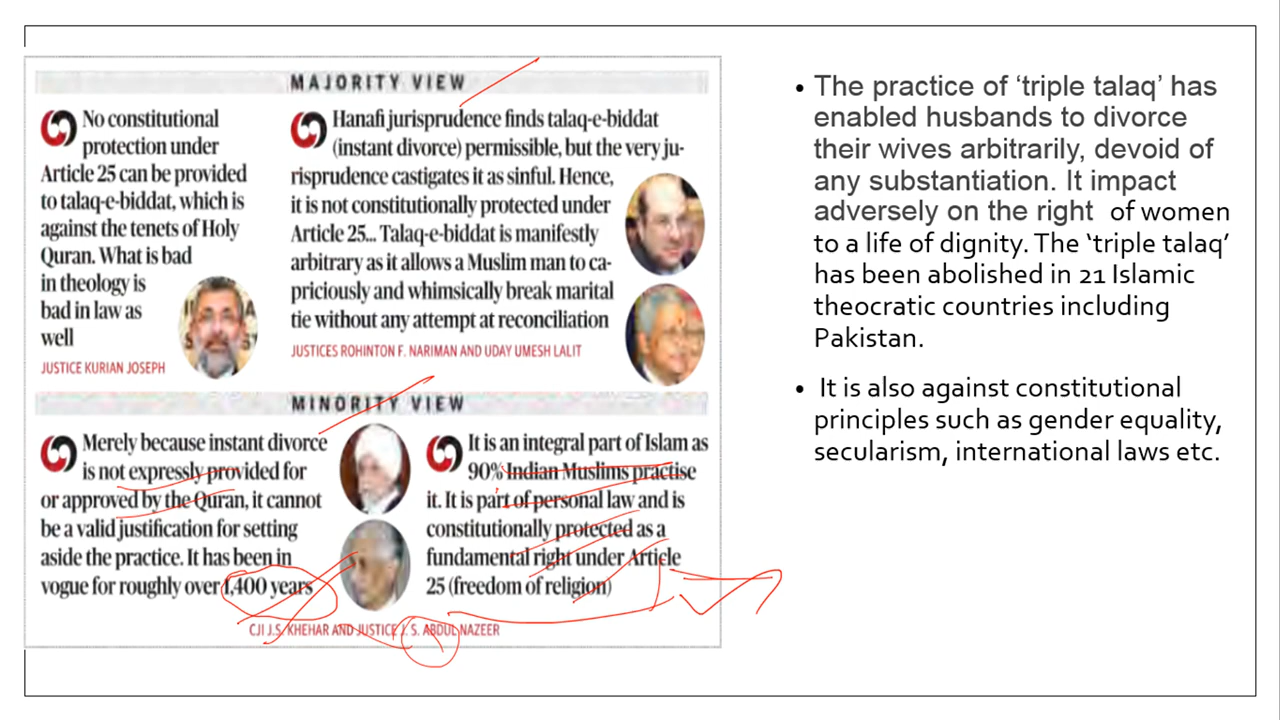 MAJORITY VIEW
No constitutional
protection under
Article 25 can be provided
to talaq-e-biddat, which is
against the tenets of Holy
Quran. What is bad
in theology is
bad in law as
well
JUSTICE KURIAN JOSEPH
Hanafi jurisprudence finds talaq-e-biddat
(instant divorce) permissible, but the very ju-
risprudence castigates it as sinful. Hence,
it is not constitutionally protected under
Article 25... Talaq-e-biddat is manifestly
arbitrary as it allows a Muslim man to ca-
priciously and whimsically break marital
tie without any attempt at reconciliation
JUSTICES ROHINTON F. NARIMAN AND UDAY UMESH LALIT
MINORITY VIEW
Merely because instant divorce
is not expressly provided for
or approved by the Quran, it cannot
be a valid justification for setting
aside the practice. It has been in
vogue for roughly over 1,400 years
It is an integral part of Islam as
90% Indian Muslims practise
it. It is part of personal law and is
constitutionally protected as a
fundamental right under Article
25 (freedom of religion)
CJI J.S. KHEHAR AND JUSTICE J. S. ABDUL NAZEER
• The practice of ‘triple talaq’ has
enabled husbands to divorce
their wives arbitrarily, devoid of
any substantiation. It impact
adversely on the right of women
to a life of dignity. The ‘triple talaq’
has been abolished in 21 Islamic
theocratic countries including
Pakistan.
• It is also against constitutional
principles such as gender equality,
secularism, international laws etc.